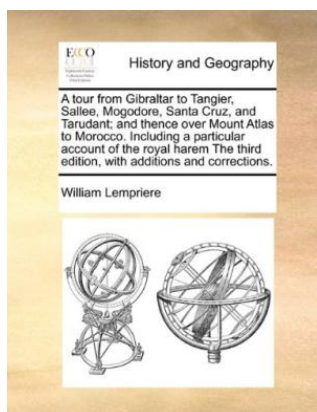 ECCO
History and Geography
A tour from Gibraltar to Tangier,
Sallee, Mogodore, Santa Cruz, and
Tarudant; and thence over Mount Atlas
to Morocco. Including a particular
account of the royal harem The third
edition, with additions and corrections.
William Lempriere